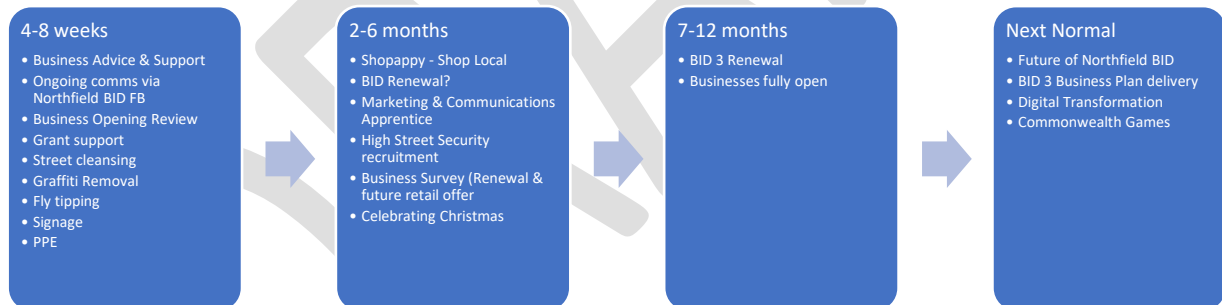 4-8 weeks
• Business Advice & Support
• Ongoing comms via
Northfield BID FB
• Business Opening Review
• Grant support
• Street cleansing
• Graffiti Removal
• Fly tipping
• Signage
• PPE
2-6 months
• Shopappy - Shop Local
• BID Renewal?
• Marketing & Communications
Apprentice
• High Street Security
recruitment
• Business Survey (Renewal &
future retail offer
• Celebrating Christmas
7-12 months
• BID 3 Renewal
• Businesses fully open
Next Normal
• Future of Northfield BID
• BID 3 Business Plan delivery
• Digital Transformation
• Commonwealth Games